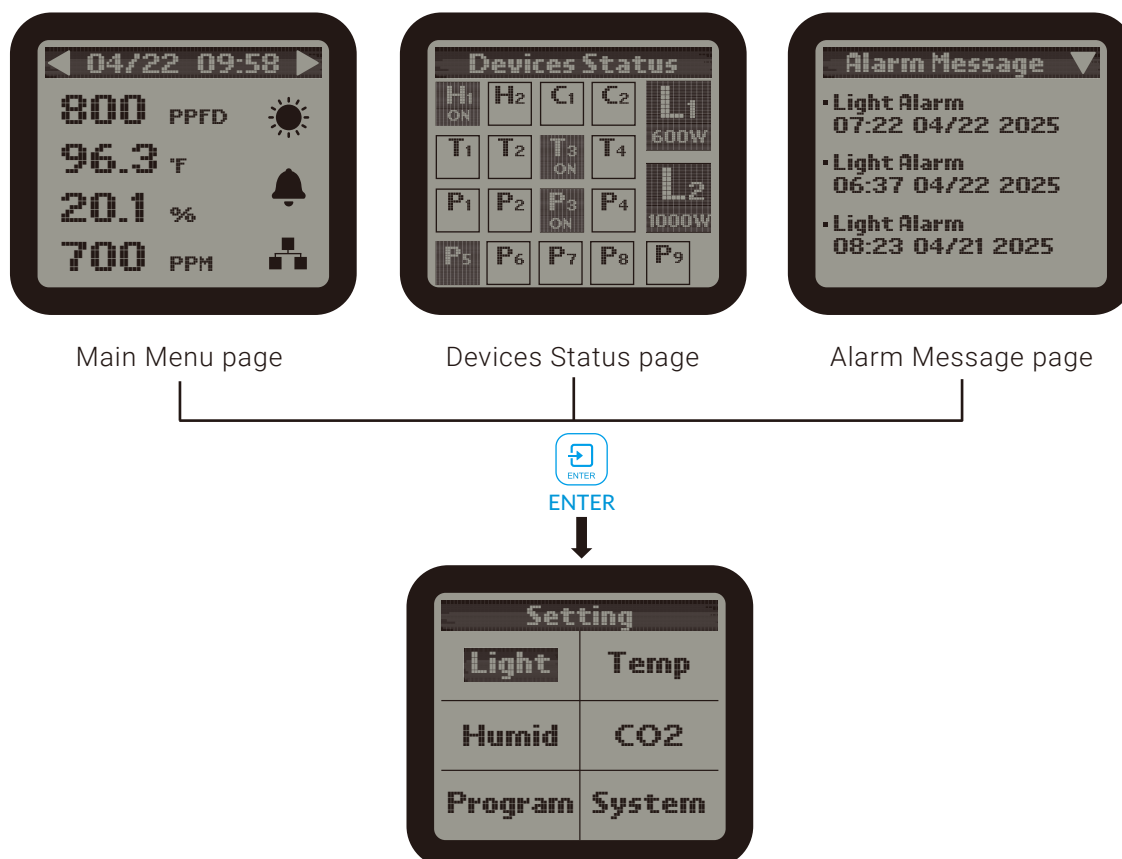 04/22 09:58
800 PPFD
96.3 °F
20.1 %
700 PPM
Devices Status
H1 ON H2 C1 C2 L1 600W
T1 T2 T3 ON T4
P1 P2 P3 ON P4 L2 1000W
P5 P6 P7 P8 P9
Alarm Message
Light Alarm
07:22 04/22 2025
Light Alarm
06:37 04/22 2025
Light Alarm
08:23 04/21 2025
Main Menu page
Devices Status page
Alarm Message page
ENTER
ENTER
Setting
Light Temp
Humid CO2
Program System